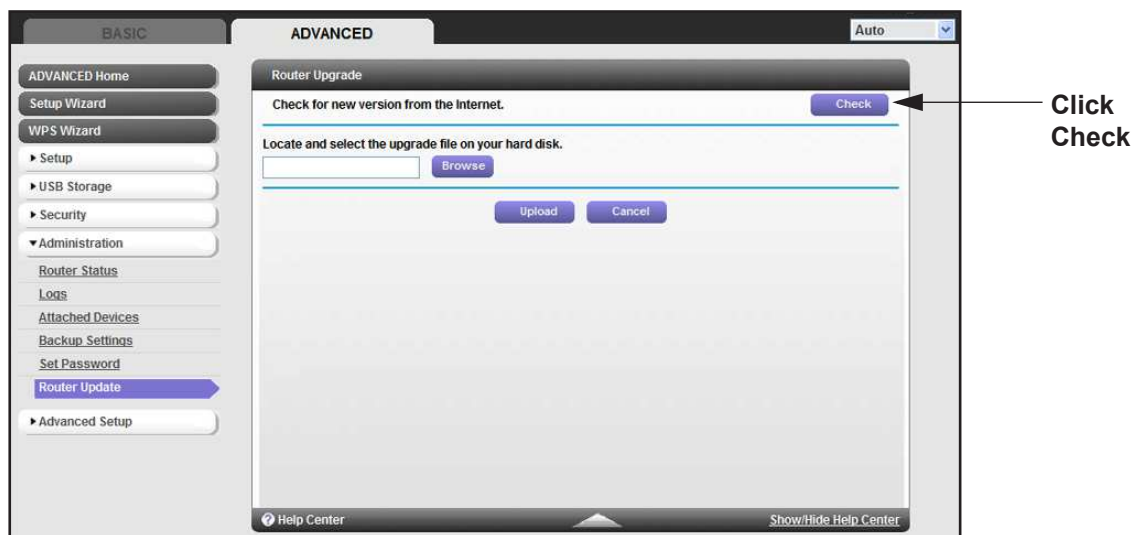 BASIC
ADVANCED
Auto
ADVANCED Home
Setup Wizard
WPS Wizard
Setup
USB Storage
Security
Administration
Router Status
Logs
Attached Devices
Backup Settings
Set Password
Router Update
Advanced Setup
Router Upgrade
Check for new version from the Internet.
Check
Locate and select the upgrade file on your hard disk.
Browse
Upload
Cancel
? Help Center
Show/Hide Help Center
Click
Check